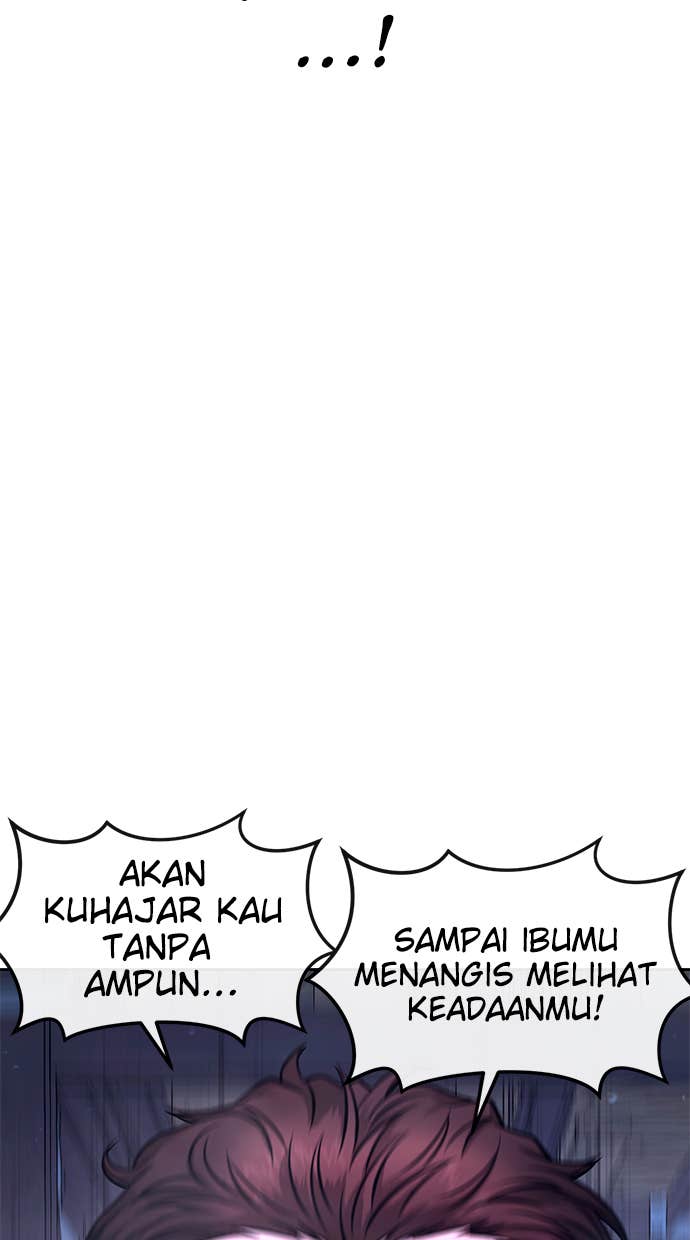 ...!
AKAN
KUHAJAR KAU
TANPA
AMPUN...
SAMPAI IBUMU
MENANGIS MELIHAT
KEADAANMU!